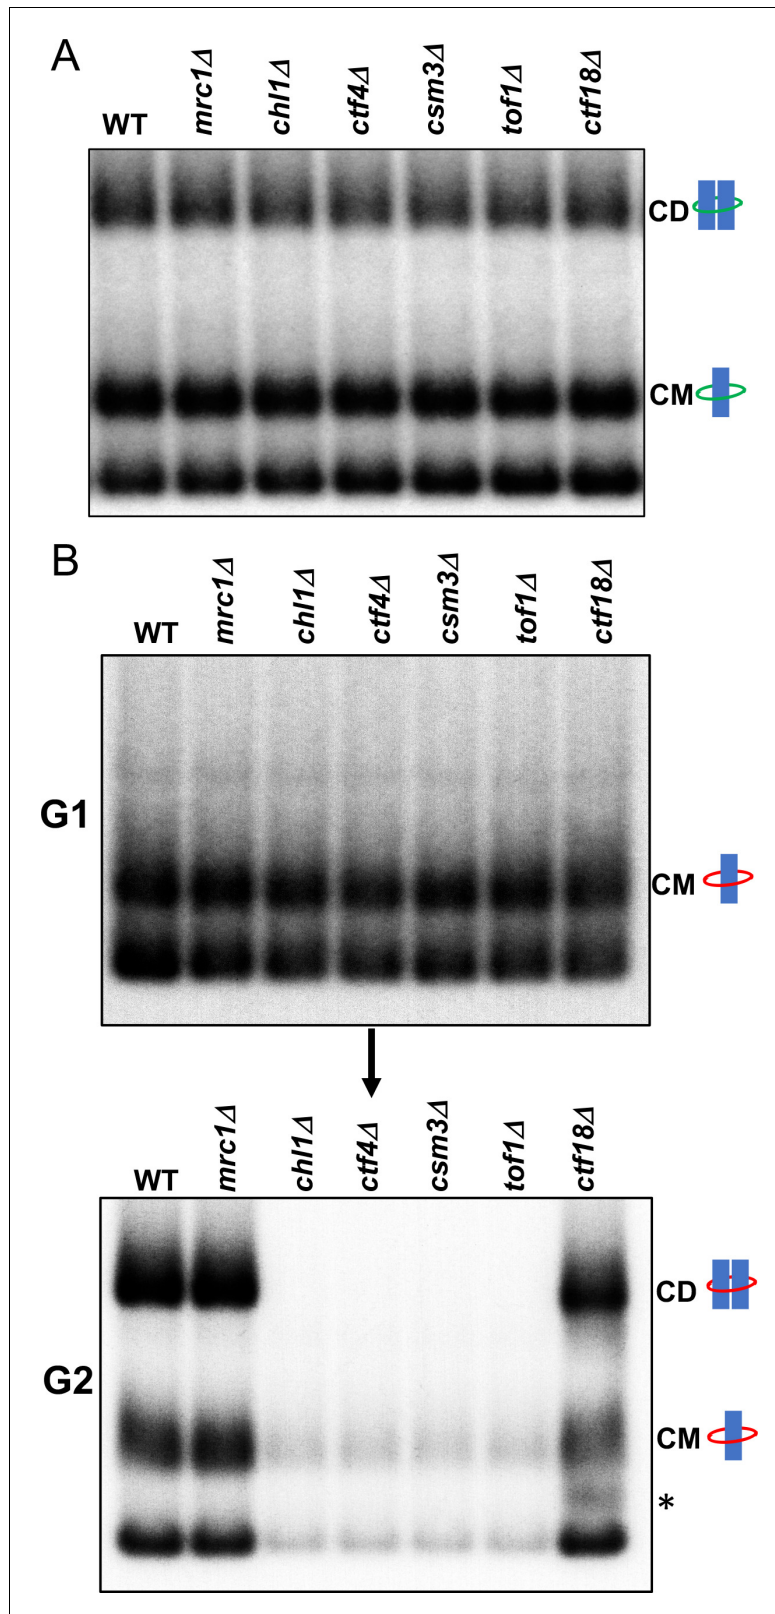 A
WT mrc1Δ chl1Δ ctf4Δ csm3Δ tof1Δ ctf18Δ
CD
CM
B
WT mrc1Δ chl1Δ ctf4Δ csm3Δ tof1Δ ctf18Δ
G1
CM
WT mrc1Δ chl1Δ ctf4Δ csm3Δ tof1Δ ctf18Δ
CD
G2
CM
*